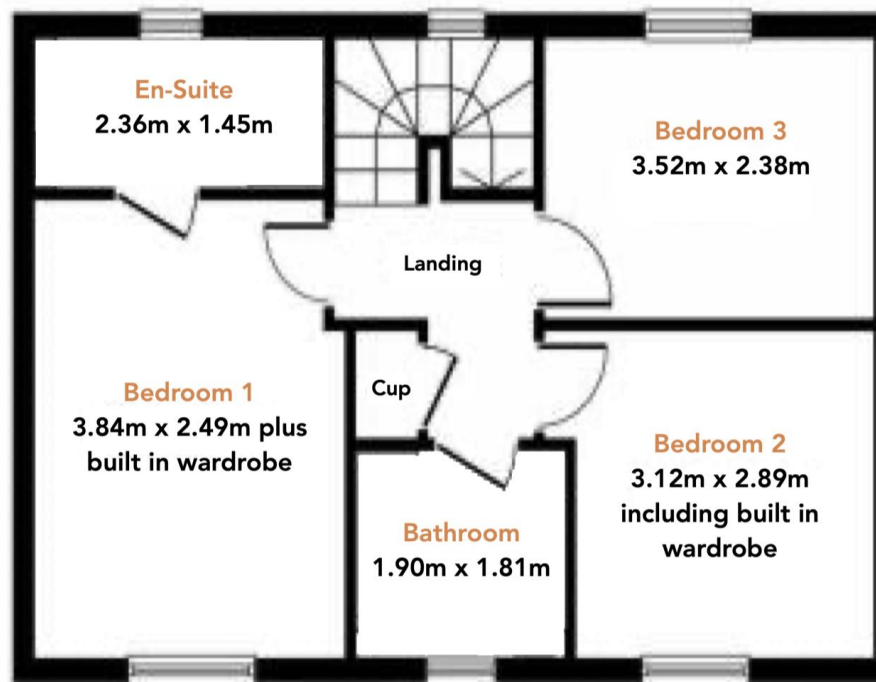 En-Suite
2.36m x 1.45m
Bedroom 3
3.52m x 2.38m
Landing
Bedroom 1
3.84m x 2.49m plus
built in wardrobe
Cup
Bedroom 2
3.12m x 2.89m
including built in
wardrobe
Bathroom
1.90m x 1.81m